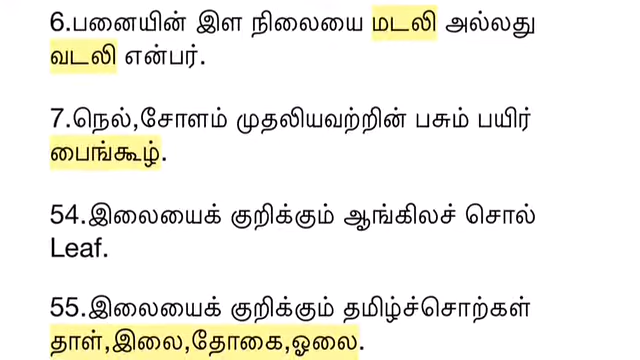 6.பனையின் இள நிலையை மடலி அல்லது
வடலி என்பர்.
7.நெல்,சோளம் முதலியவற்றின் பசும் பயிர்
பைங்கூழ்.
54.இலையைக் குறிக்கும் ஆங்கிலச் சொல்
Leaf.
55.இலையைக் குறிக்கும் தமிழ்ச்சொற்கள்
தாள்,இலை,தோகை,ஓலை.